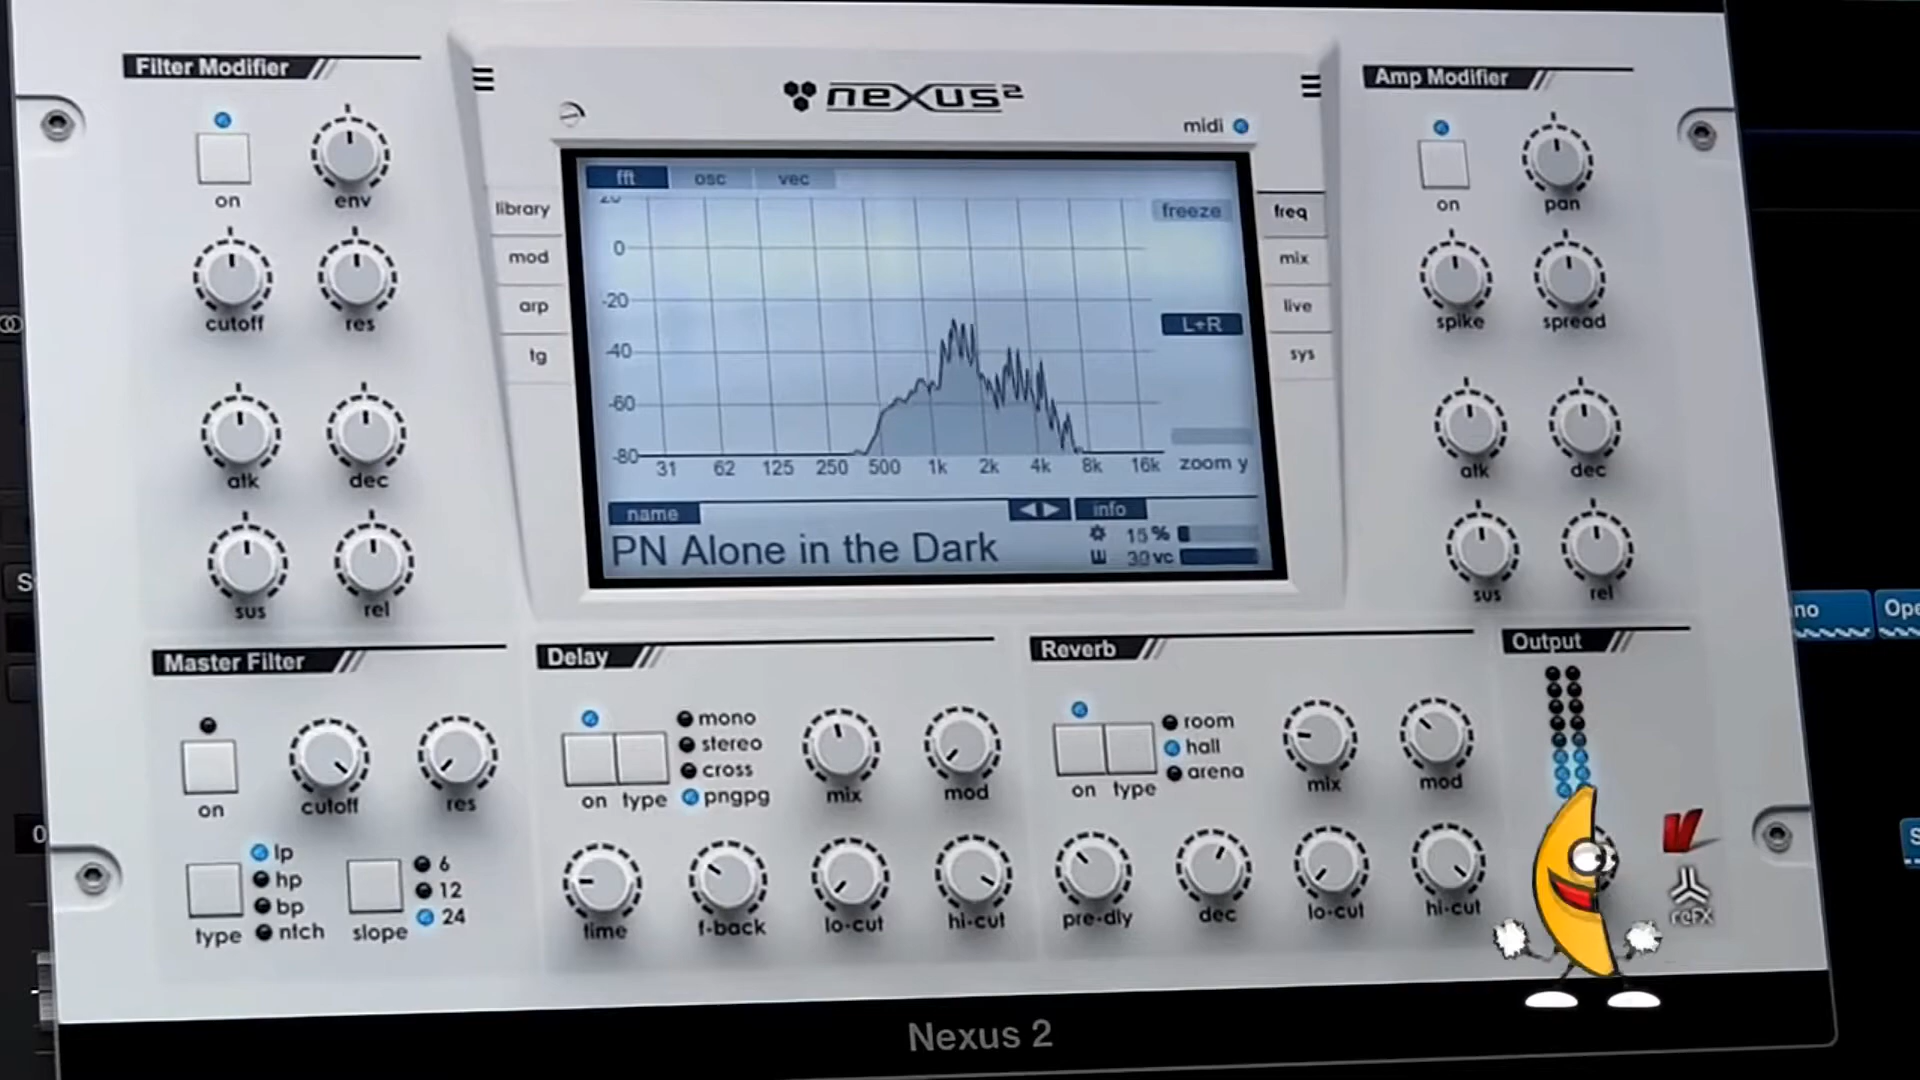 Filter Modifier
on
env
cutoff
res
atk
dec
sus
rel
nexus2
midi
library
mod
arp
tg
fft
osc
vec
freeze
20
0
-20
-40
-60
-80
31 62 125 250 500 1k 2k 4k 8k 16k
L+R
zoom y
name
info
PN Alone in the Dark
15 %
30 vc
freq
mix
live
sys
Amp Modifier
on
pan
spike
spread
atk
dec
sus
rel
Master Filter
on
cutoff
res
lp
hp
bp
ntch
type
6
12
24
slope
Delay
on
type
mono
stereo
cross
pngpg
mix
mod
time
f-back
lo-cut
hi-cut
Reverb
on
type
room
hall
arena
mix
mod
pre-dly
dec
lo-cut
hi-cut
Output
reFX
Nexus 2
no
Ope
S
0
S